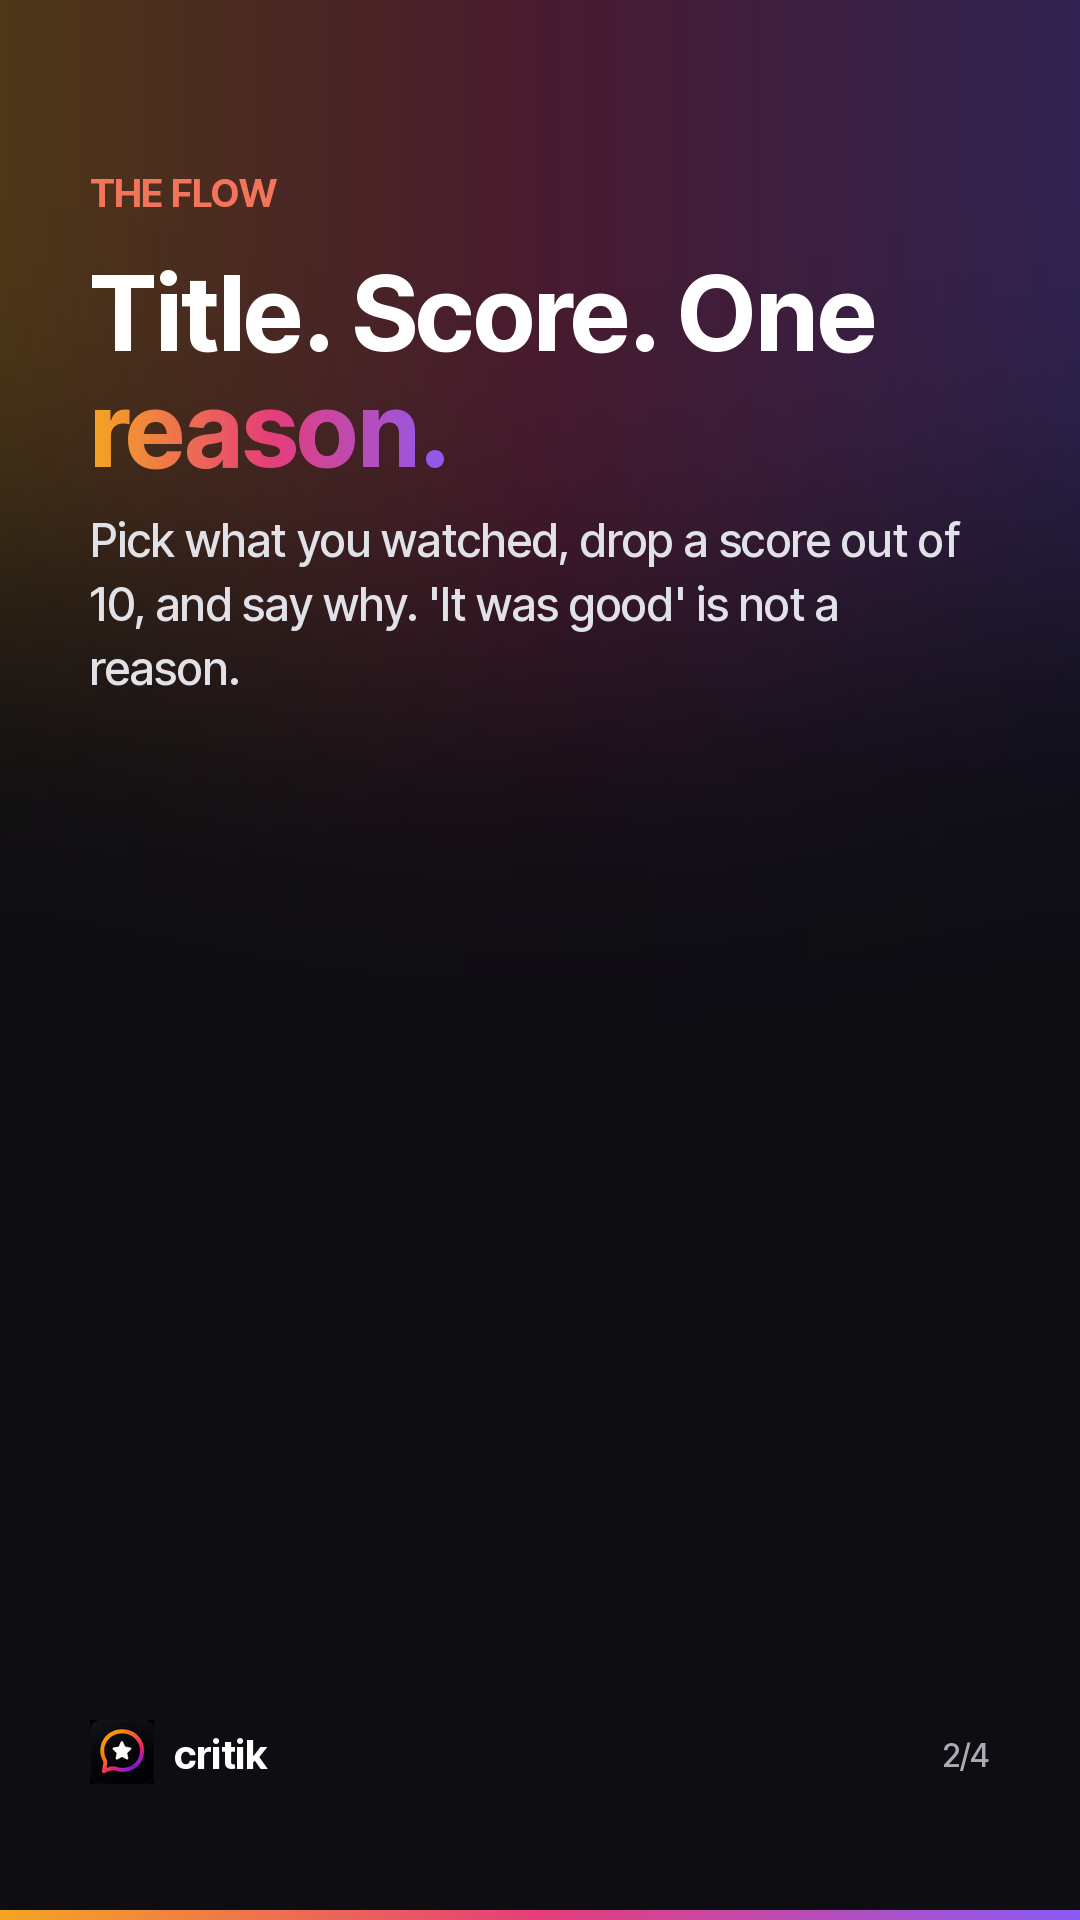 THE FLOW
Title. Score. One
reason.
Pick what you watched, drop a score out of
10, and say why. 'It was good' is not a
reason.
critik
2/4